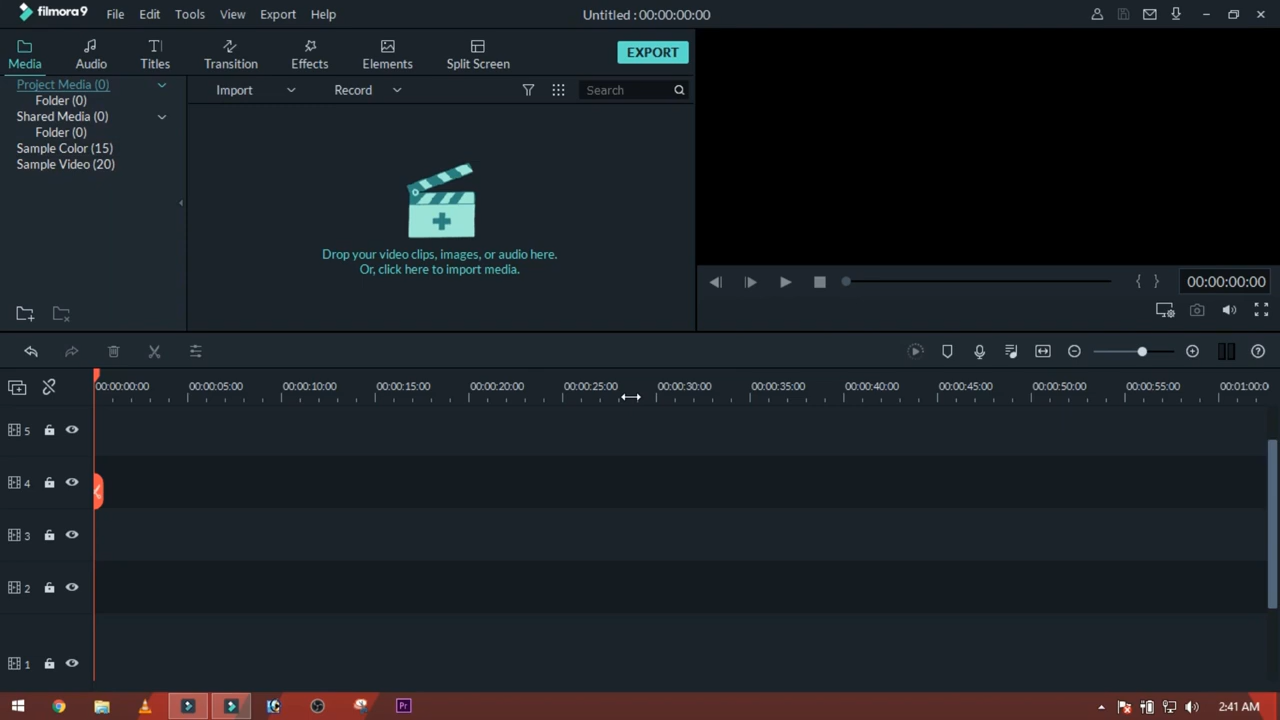 filmora9 File Edit Tools View Export Help Untitled : 00:00:00:00
Media Audio Titles Transition Effects Elements Split Screen EXPORT
Project Media (0)
Folder (0)
Shared Media (0)
Folder (0)
Sample Color (15)
Sample Video (20)
Import Record Search
Drop your video clips, images, or audio here.
Or, click here to import media.
00:00:00:00
00:00:00:00 00:00:05:00 00:00:10:00 00:00:15:00 00:00:20:00 00:00:25:00 00:00:30:00 00:00:35:00 00:00:40:00 00:00:45:00 00:00:50:00 00:00:55:00 00:01:00:0
5
4
3
2
1
Pr 2:41 AM